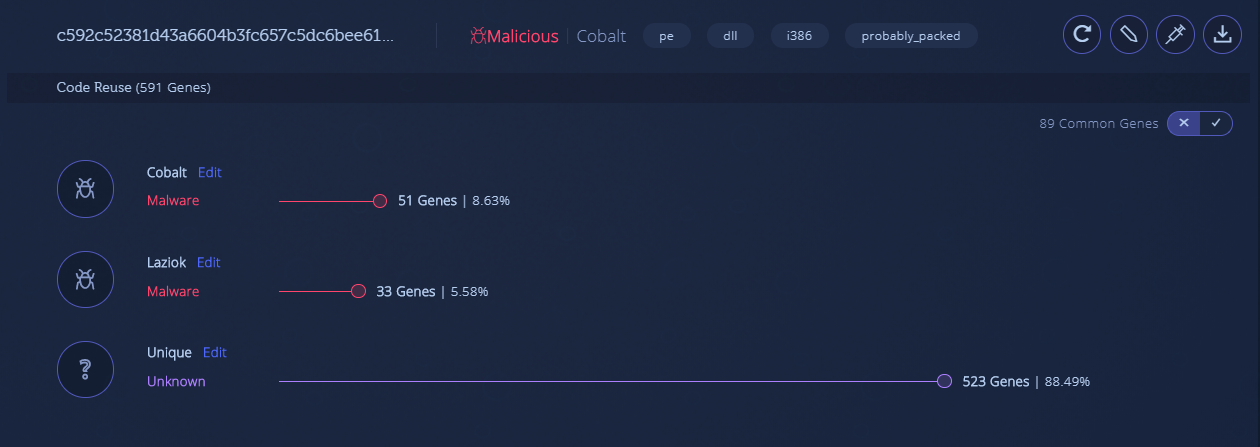 c592c52381d43a6604b3fc657c5dc6bee61... Malicious Cobalt pe dll i386 probably_packed
Code Reuse (591 Genes)
89 Common Genes
Cobalt Edit
Malware 51 Genes | 8.63%
Laziok Edit
Malware 33 Genes | 5.58%
Unique Edit
Unknown 523 Genes | 88.49%